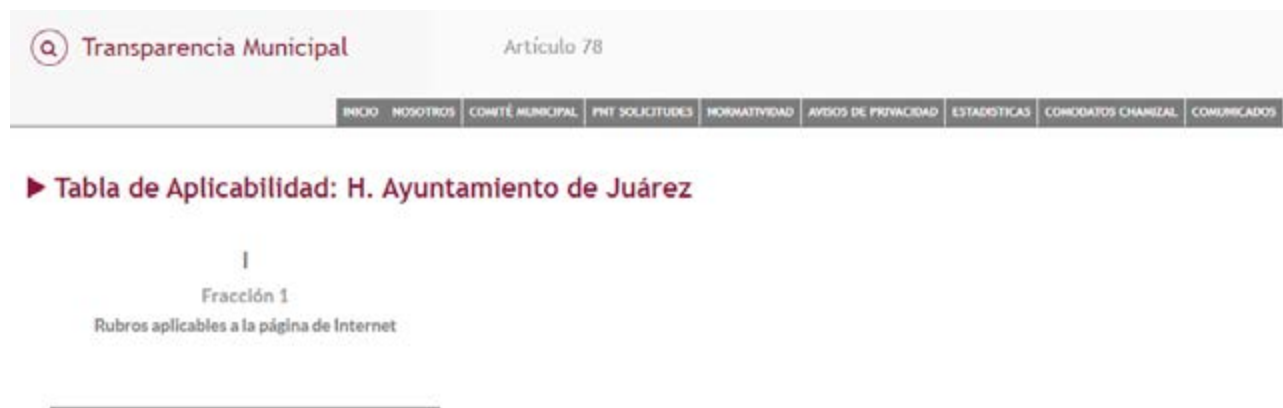 Transparencia Municipal
Artículo 78
INICIO NOSOTROS COMITÉ MUNICIPAL PNT SOLICITUDES NORMATIVIDAD AVISOS DE PRIVACIDAD ESTADISTICAS COMODATOS CHAMIZAL COMUNICADOS
Tabla de Aplicabilidad: H. Ayuntamiento de Juárez
I
Fracción 1
Rubros aplicables a la página de Internet